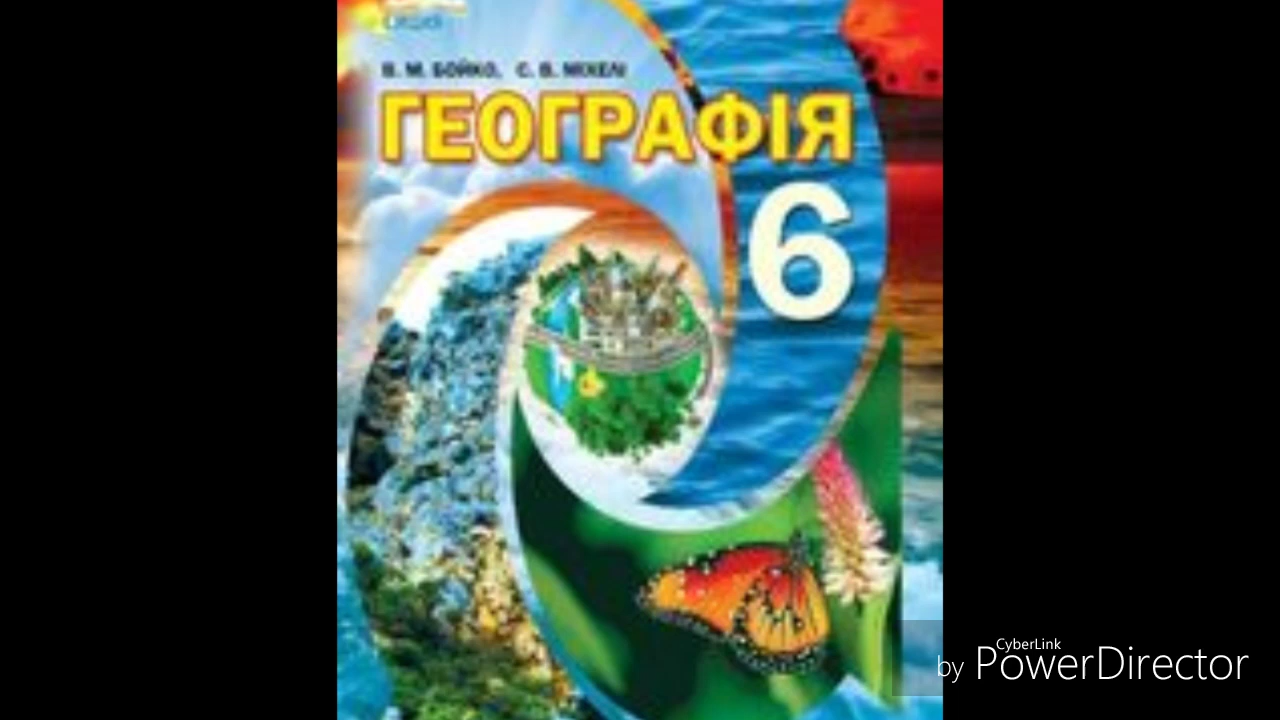 В. М. БОЙКО, С. В. МІХЕЛІ
ГЕОГРАФІЯ
6
CyberLink
by PowerDirector